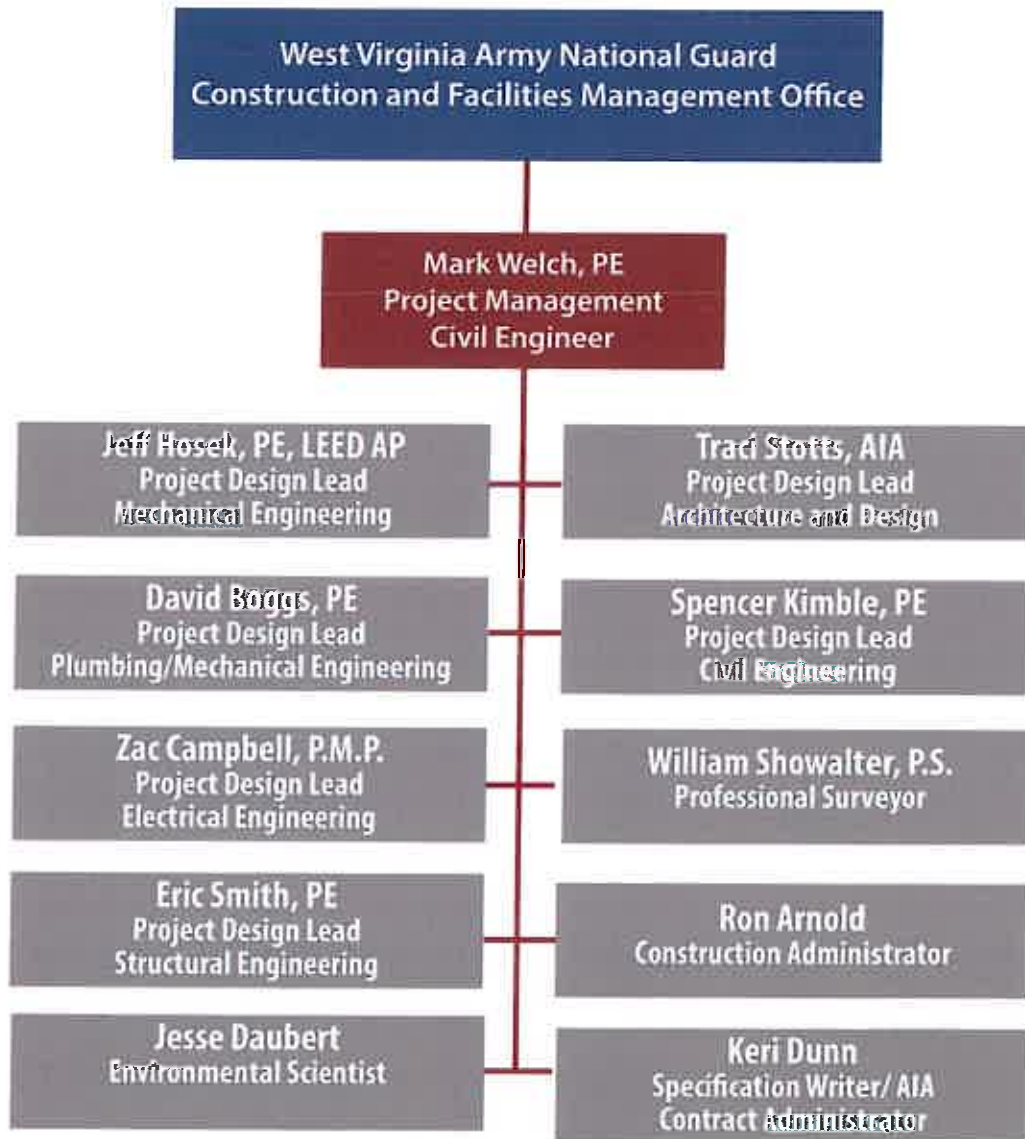 West Virginia Army National Guard
Construction and Facilities Management Office
Mark Welch, PE
Project Management
Civil Engineer
Jeff Hosek, PE, LEED AP
Project Design Lead
Mechanical Engineering
Traci Stotts, AIA
Project Design Lead
Architecture and Design
David Boggs, PE
Project Design Lead
Plumbing/Mechanical Engineering
Spencer Kimble, PE
Project Design Lead
Civil Engineering
Zac Campbell, P.M.P.
Project Design Lead
Electrical Engineering
William Showalter, P.S.
Professional Surveyor
Eric Smith, PE
Project Design Lead
Structural Engineering
Ron Arnold
Construction Administrator
Jesse Daubert
Environmental Scientist
Keri Dunn
Specification Writer/ AIA
Contract Administrator